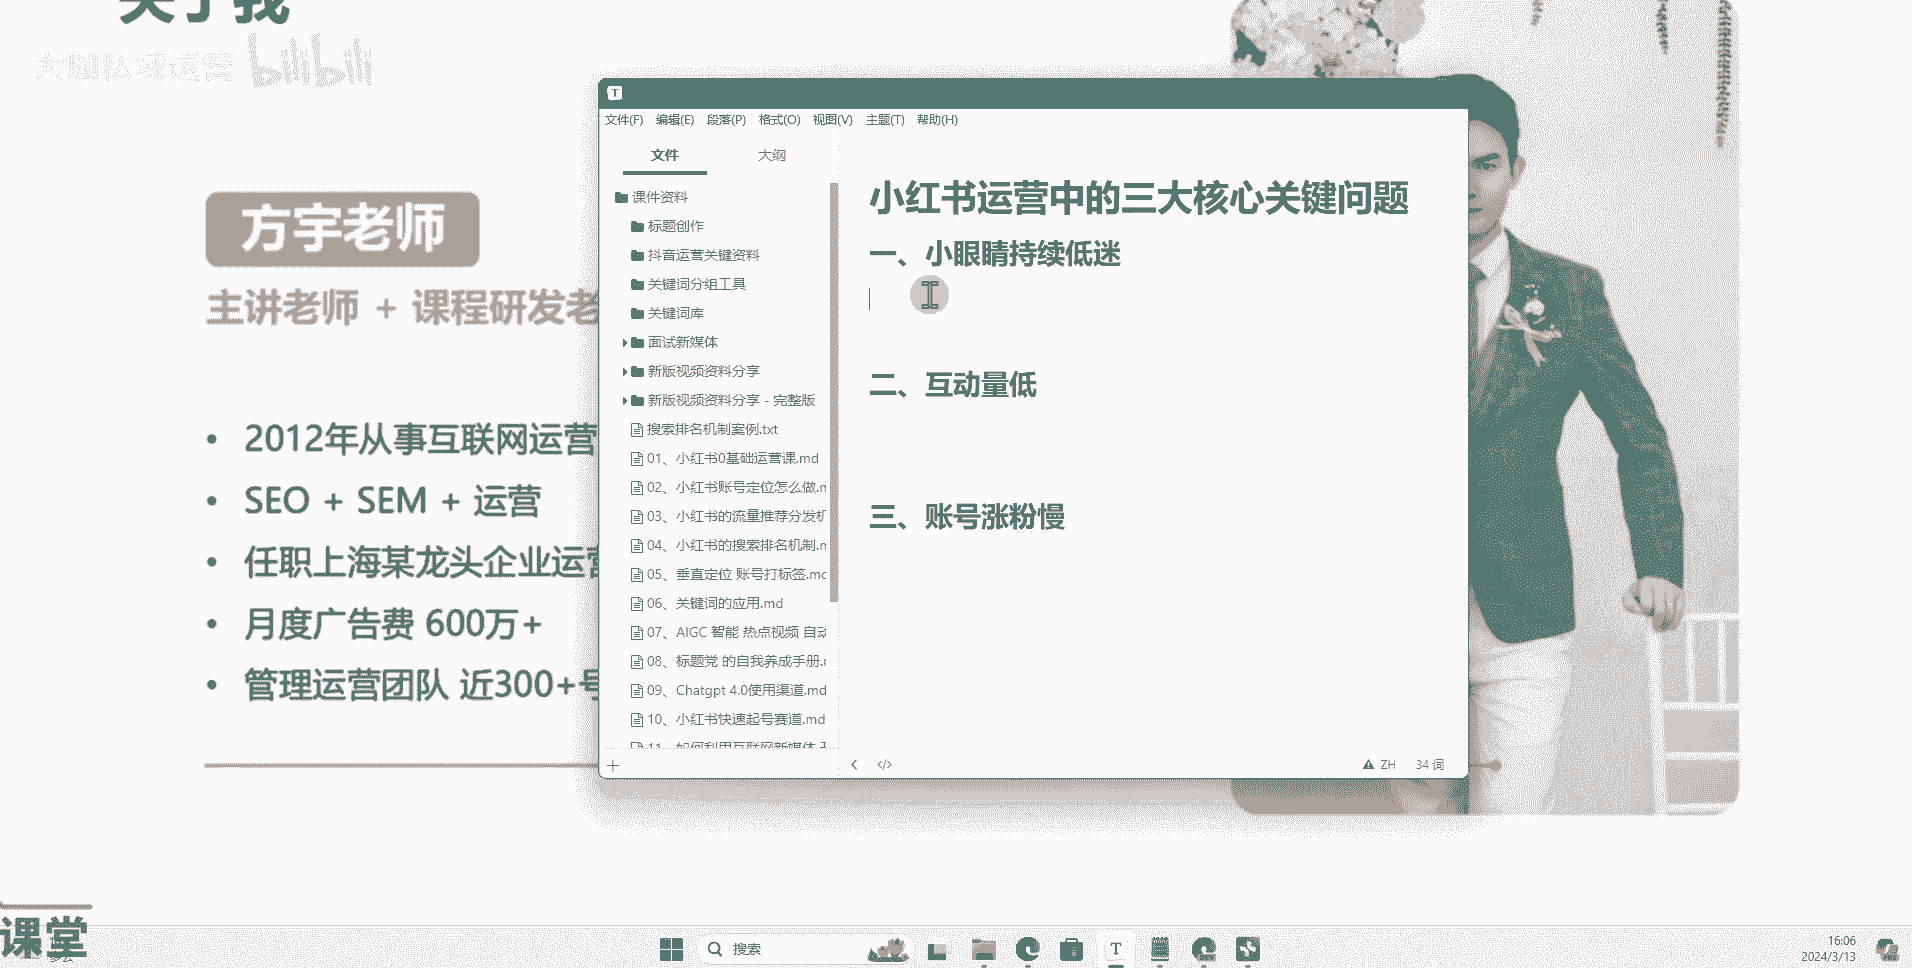 关于我
大咖私域运营 bilibili
方宇老师
主讲老师 + 课程研发老
• 2012年从事互联网运营
• SEO + SEM + 运营
• 任职上海某龙头企业运营
• 月度广告费 600万+
• 管理运营团队 近300+号
T
文件(F) 编辑(E) 段落(P) 格式(O) 视图(V) 主题(T) 帮助(H)
文件 大纲
课件资料
标题创作
抖音运营关键资料
关键词分组工具
关键词库
面试新媒体
新版视频资料分享
新版视频资料分享 - 完整版
搜索排名机制案例.txt
01、小红书0基础运营课.md
02、小红书账号定位怎么做.m
03、小红书的流量推荐分发机
04、小红书的搜索排名机制.m
05、垂直定位 账号打标签.md
06、关键词的应用.md
07、AIGC 智能 热点视频 自动
08、标题党 的自我养成手册.m
09、Chatgpt 4.0使用渠道.md
10、小红书快速起号赛道.md
11、如何利用互联网新媒体
小红书运营中的三大核心关键问题
一、小眼睛持续低迷
二、互动量低
三、账号涨粉慢
ZH 34 词
课堂
搜索
T
DEV
16:06
2024/3/13
PRE